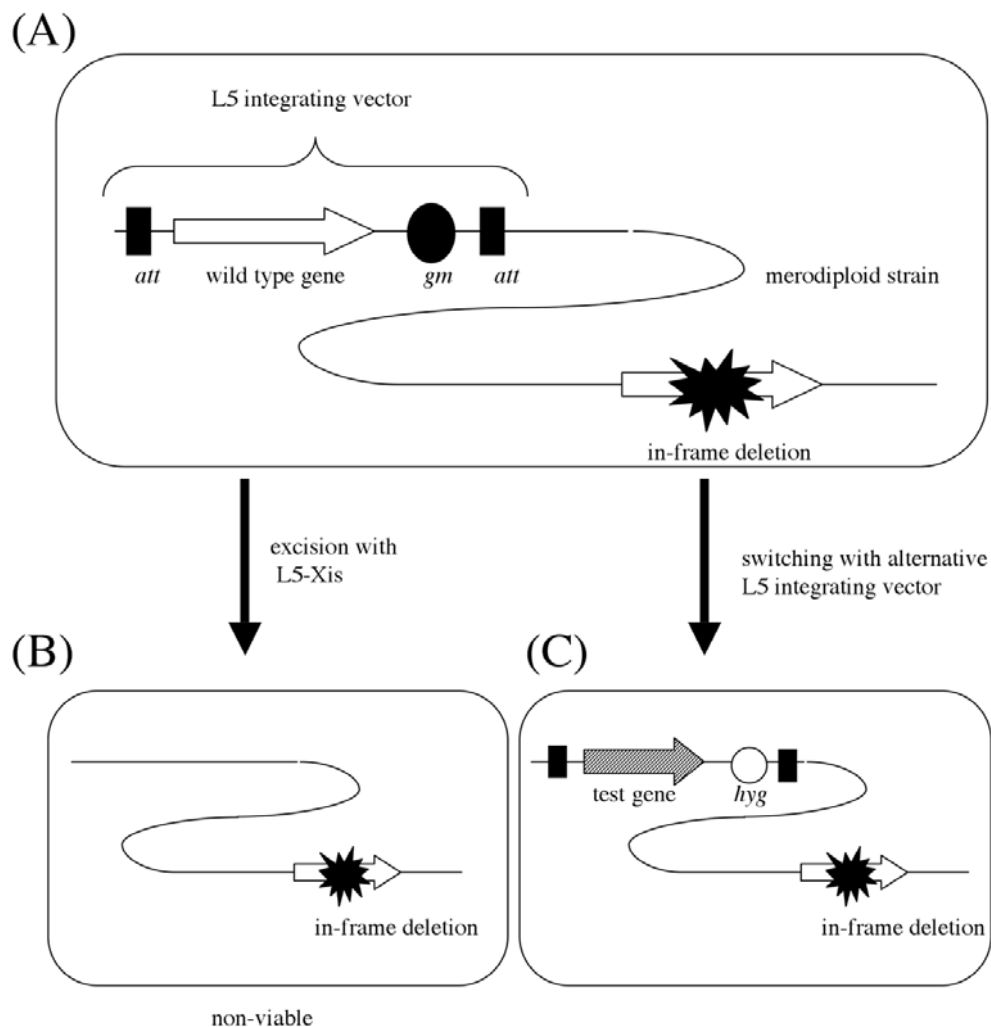 (A)
L5 integrating vector
att
wild type gene
gm
att
merodiploid strain
in-frame deletion
excision with
L5-Xis
switching with alternative
L5 integrating vector
(B)
in-frame deletion
non-viable
(C)
test gene
hyg
in-frame deletion